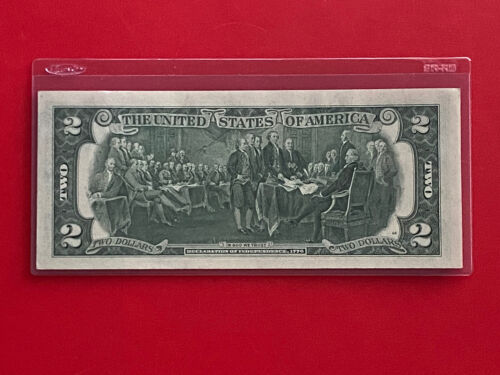 THE UNITED STATES OF AMERICA
2
2
TWO
TWO
2
2
TWO DOLLARS
IN GOD WE TRUST
TWO DOLLARS
DECLARATION OF INDEPENDENCE, 1776